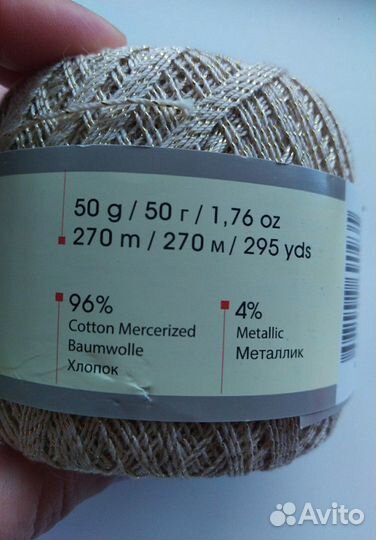 50 g / 50 г / 1,76 oz
270 m / 270 м / 295 yds
96%
Cotton Mercerized
Baumwolle
Хлопок
4%
Metallic
Металлик
Avito